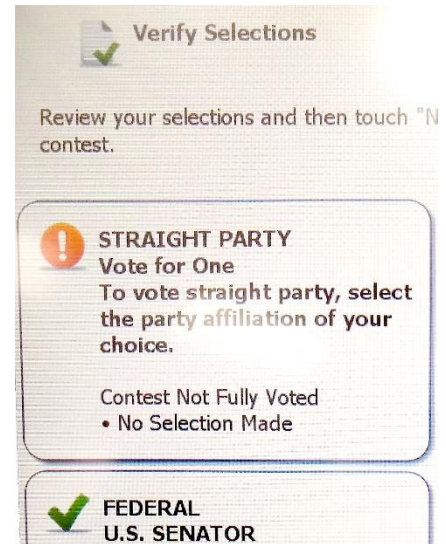 Verify Selections
Review your selections and then touch "N
contest.
STRAIGHT PARTY
Vote for One
To vote straight party, select
the party affiliation of your
choice.
Contest Not Fully Voted
• No Selection Made
FEDERAL
U.S. SENATOR